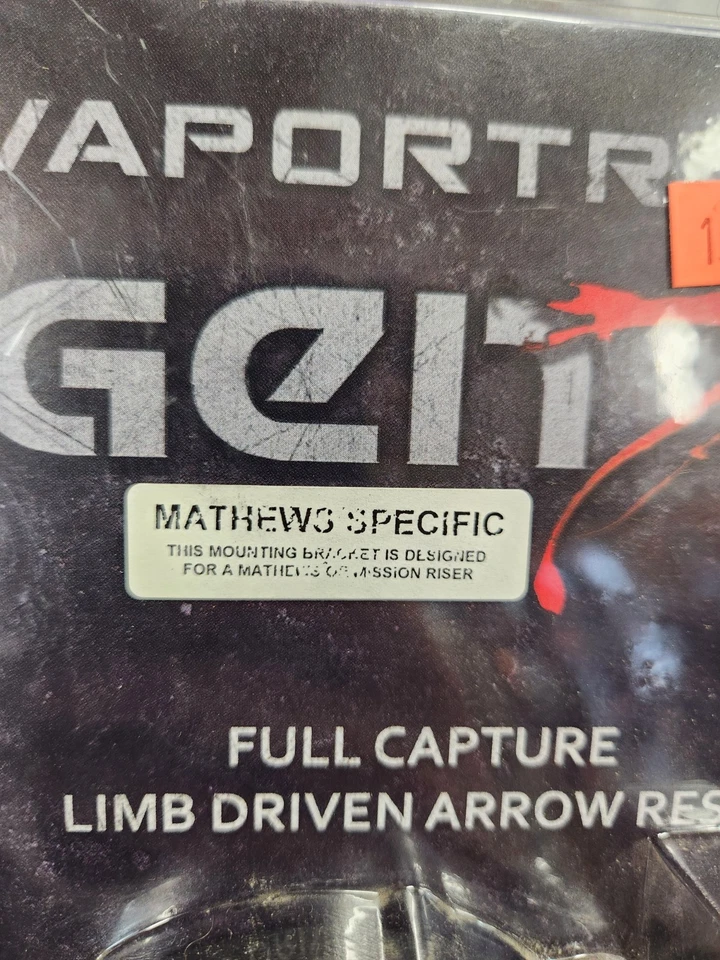 VAPORTR
Gen
MATHEWS SPECIFIC
THIS MOUNTING BRACKET IS DESIGNED
FOR A MATHEWS OR MISSION RISER
FULL CAPTURE
LIMB DRIVEN ARROW RES